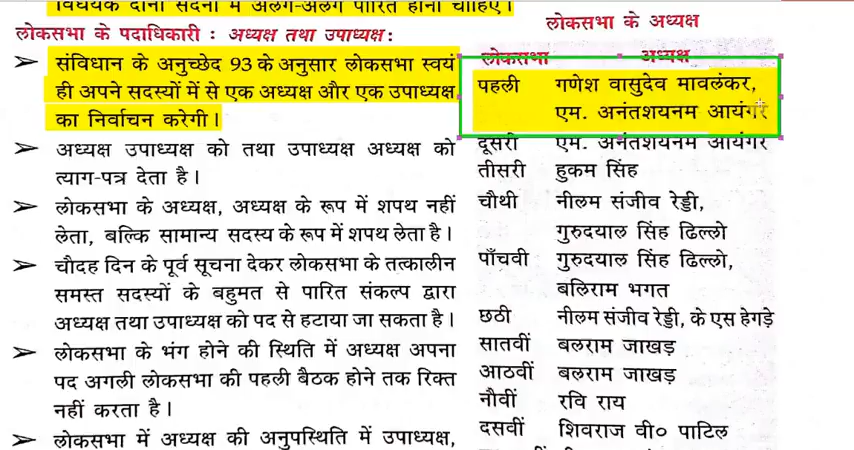 विधेयक दोनों सदनों में अलग-अलग पारित होना चाहिए।
लोकसभा के पदाधिकारी : अध्यक्ष तथा उपाध्यक्ष:
➢ संविधान के अनुच्छेद 93 के अनुसार लोकसभा स्वयं
ही अपने सदस्यों में से एक अध्यक्ष और एक उपाध्यक्ष
का निर्वाचन करेगी।
➢ अध्यक्ष उपाध्यक्ष को तथा उपाध्यक्ष अध्यक्ष को
त्याग-पत्र देता है।
➢ लोकसभा के अध्यक्ष, अध्यक्ष के रूप में शपथ नहीं
लेता, बल्कि सामान्य सदस्य के रूप में शपथ लेता है।
➢ चौदह दिन के पूर्व सूचना देकर लोकसभा के तत्कालीन
समस्त सदस्यों के बहुमत से पारित संकल्प द्वारा
अध्यक्ष तथा उपाध्यक्ष को पद से हटाया जा सकता है।
➢ लोकसभा के भंग होने की स्थिति में अध्यक्ष अपना
पद अगली लोकसभा की पहली बैठक होने तक रिक्त
नहीं करता है।
➢ लोकसभा में अध्यक्ष की अनुपस्थिति में उपाध्यक्ष,
लोकसभा के अध्यक्ष
लोकसभा अध्यक्ष
पहली गणेश वासुदेव मावलंकर,
एम. अनंतशयनम आयंगर
दूसरी एम. अनंतशयनम आयंगर
तीसरी हुकम सिंह
चौथी नीलम संजीव रेड्डी,
गुरुदयाल सिंह ढिल्लो
पाँचवी गुरुदयाल सिंह ढिल्लो,
बलिराम भगत
छठी नीलम संजीव रेड्डी, के एस हेगड़े
सातवीं बलराम जाखड़
आठवीं बलराम जाखड़
नौवीं रवि राय
दसवीं शिवराज वी० पाटिल